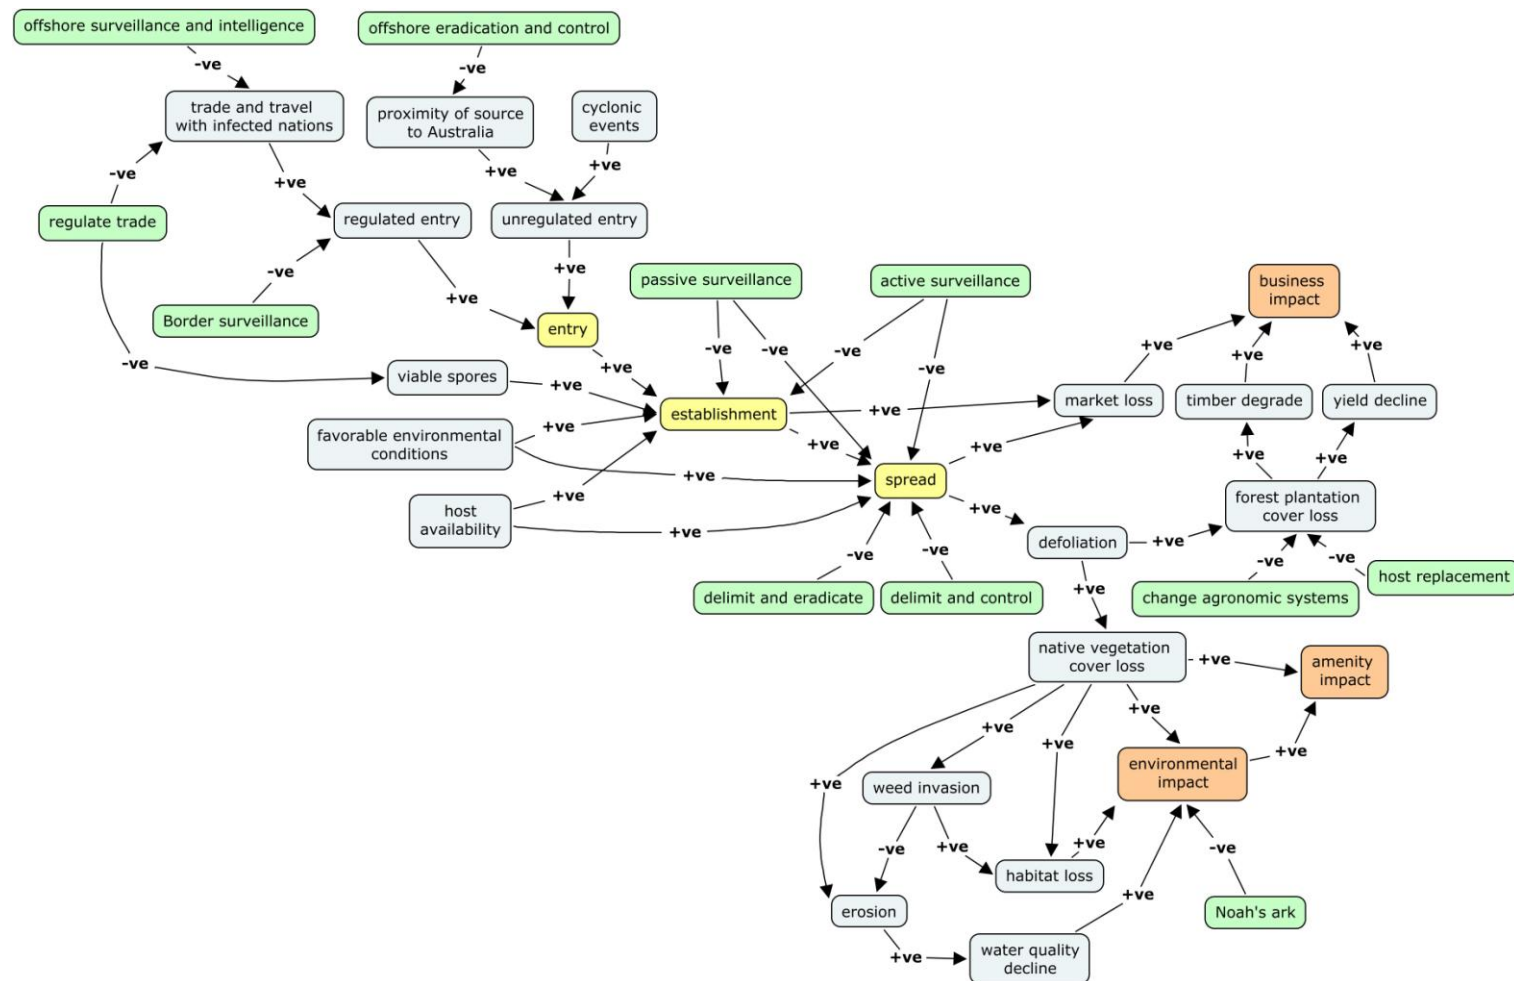 offshore surveillance and intelligence
offshore eradication and control
-ve
-ve
trade and travel
with infected nations
proximity of source
to Australia
cyclonic
events
-ve
+ve
+ve
+ve
regulate trade
regulated entry
unregulated entry
-ve
+ve
+ve
passive surveillance
active surveillance
business
impact
Border surveillance
entry
-ve
+ve
-ve
-ve
-ve
-ve
+ve
+ve
+ve
viable spores
+ve
establishment
+ve
market loss
timber degrade
yield decline
favorable environmental
conditions
+ve
+ve
+ve
+ve
+ve
+ve
spread
host
availability
+ve
+ve
+ve
forest plantation
cover loss
defoliation
+ve
-ve
-ve
-ve
-ve
delimit and eradicate
delimit and control
+ve
change agronomic systems
host replacement
native vegetation
cover loss
+ve
amenity
impact
+ve
+ve
+ve
+ve
+ve
environmental
impact
weed invasion
-ve
+ve
+ve
-ve
habitat loss
+ve
erosion
Noah's ark
+ve
water quality
decline